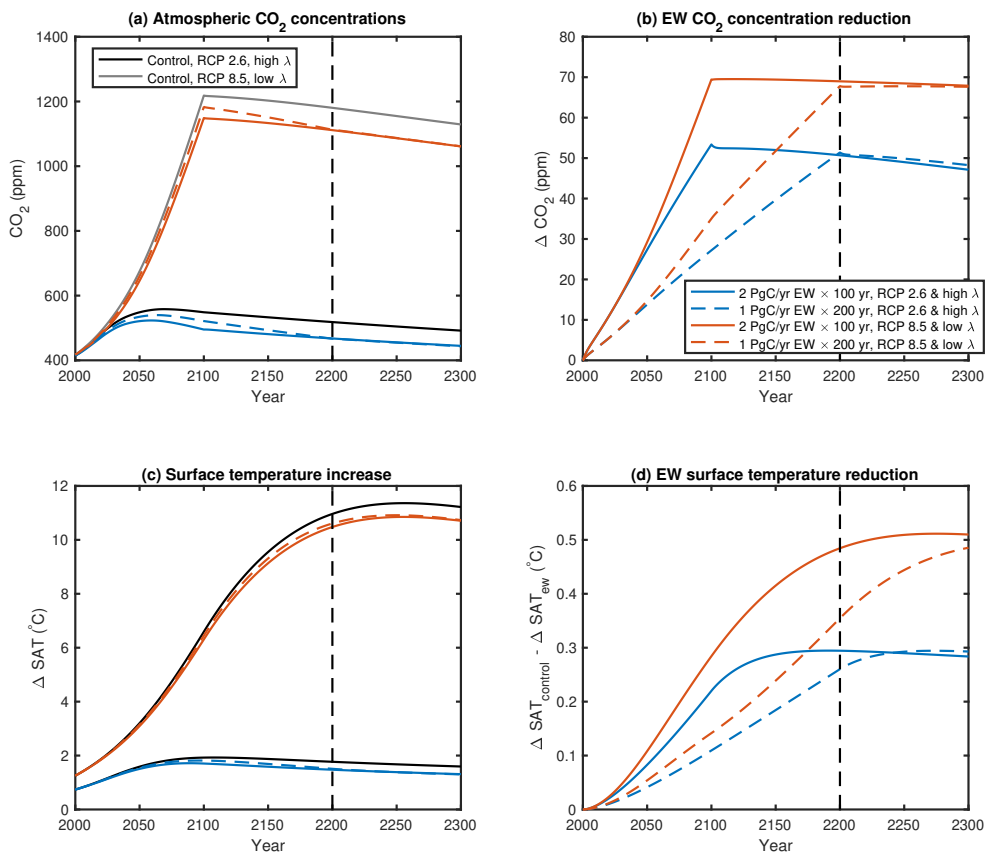 (a) Atmospheric CO2 concentrations
1400
1200
1000
800
600
400
CO2 (ppm)
Control, RCP 2.6, high λ
Control, RCP 8.5, low λ
2000 2050 2100 2150 2200 2250 2300
Year
(b) EW CO2 concentration reduction
80
70
60
50
40
30
20
10
0
Δ CO2 (ppm)
2 PgC/yr EW × 100 yr, RCP 2.6 & high λ
1 PgC/yr EW × 200 yr, RCP 2.6 & high λ
2 PgC/yr EW × 100 yr, RCP 8.5 & low λ
1 PgC/yr EW × 200 yr, RCP 8.5 & low λ
2000 2050 2100 2150 2200 2250 2300
Year
(c) Surface temperature increase
12
10
8
6
4
2
0
Δ SAT (°C)
2000 2050 2100 2150 2200 2250 2300
Year
(d) EW surface temperature reduction
0.6
0.5
0.4
0.3
0.2
0.1
0
Δ SATcontrol - Δ SATew (°C)
2000 2050 2100 2150 2200 2250 2300
Year